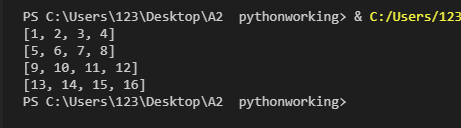 PS C:\Users\123\Desktop\A2  pythonworking> & C:/Users/123
[1, 2, 3, 4]
[5, 6, 7, 8]
[9, 10, 11, 12]
[13, 14, 15, 16]
PS C:\Users\123\Desktop\A2  pythonworking>